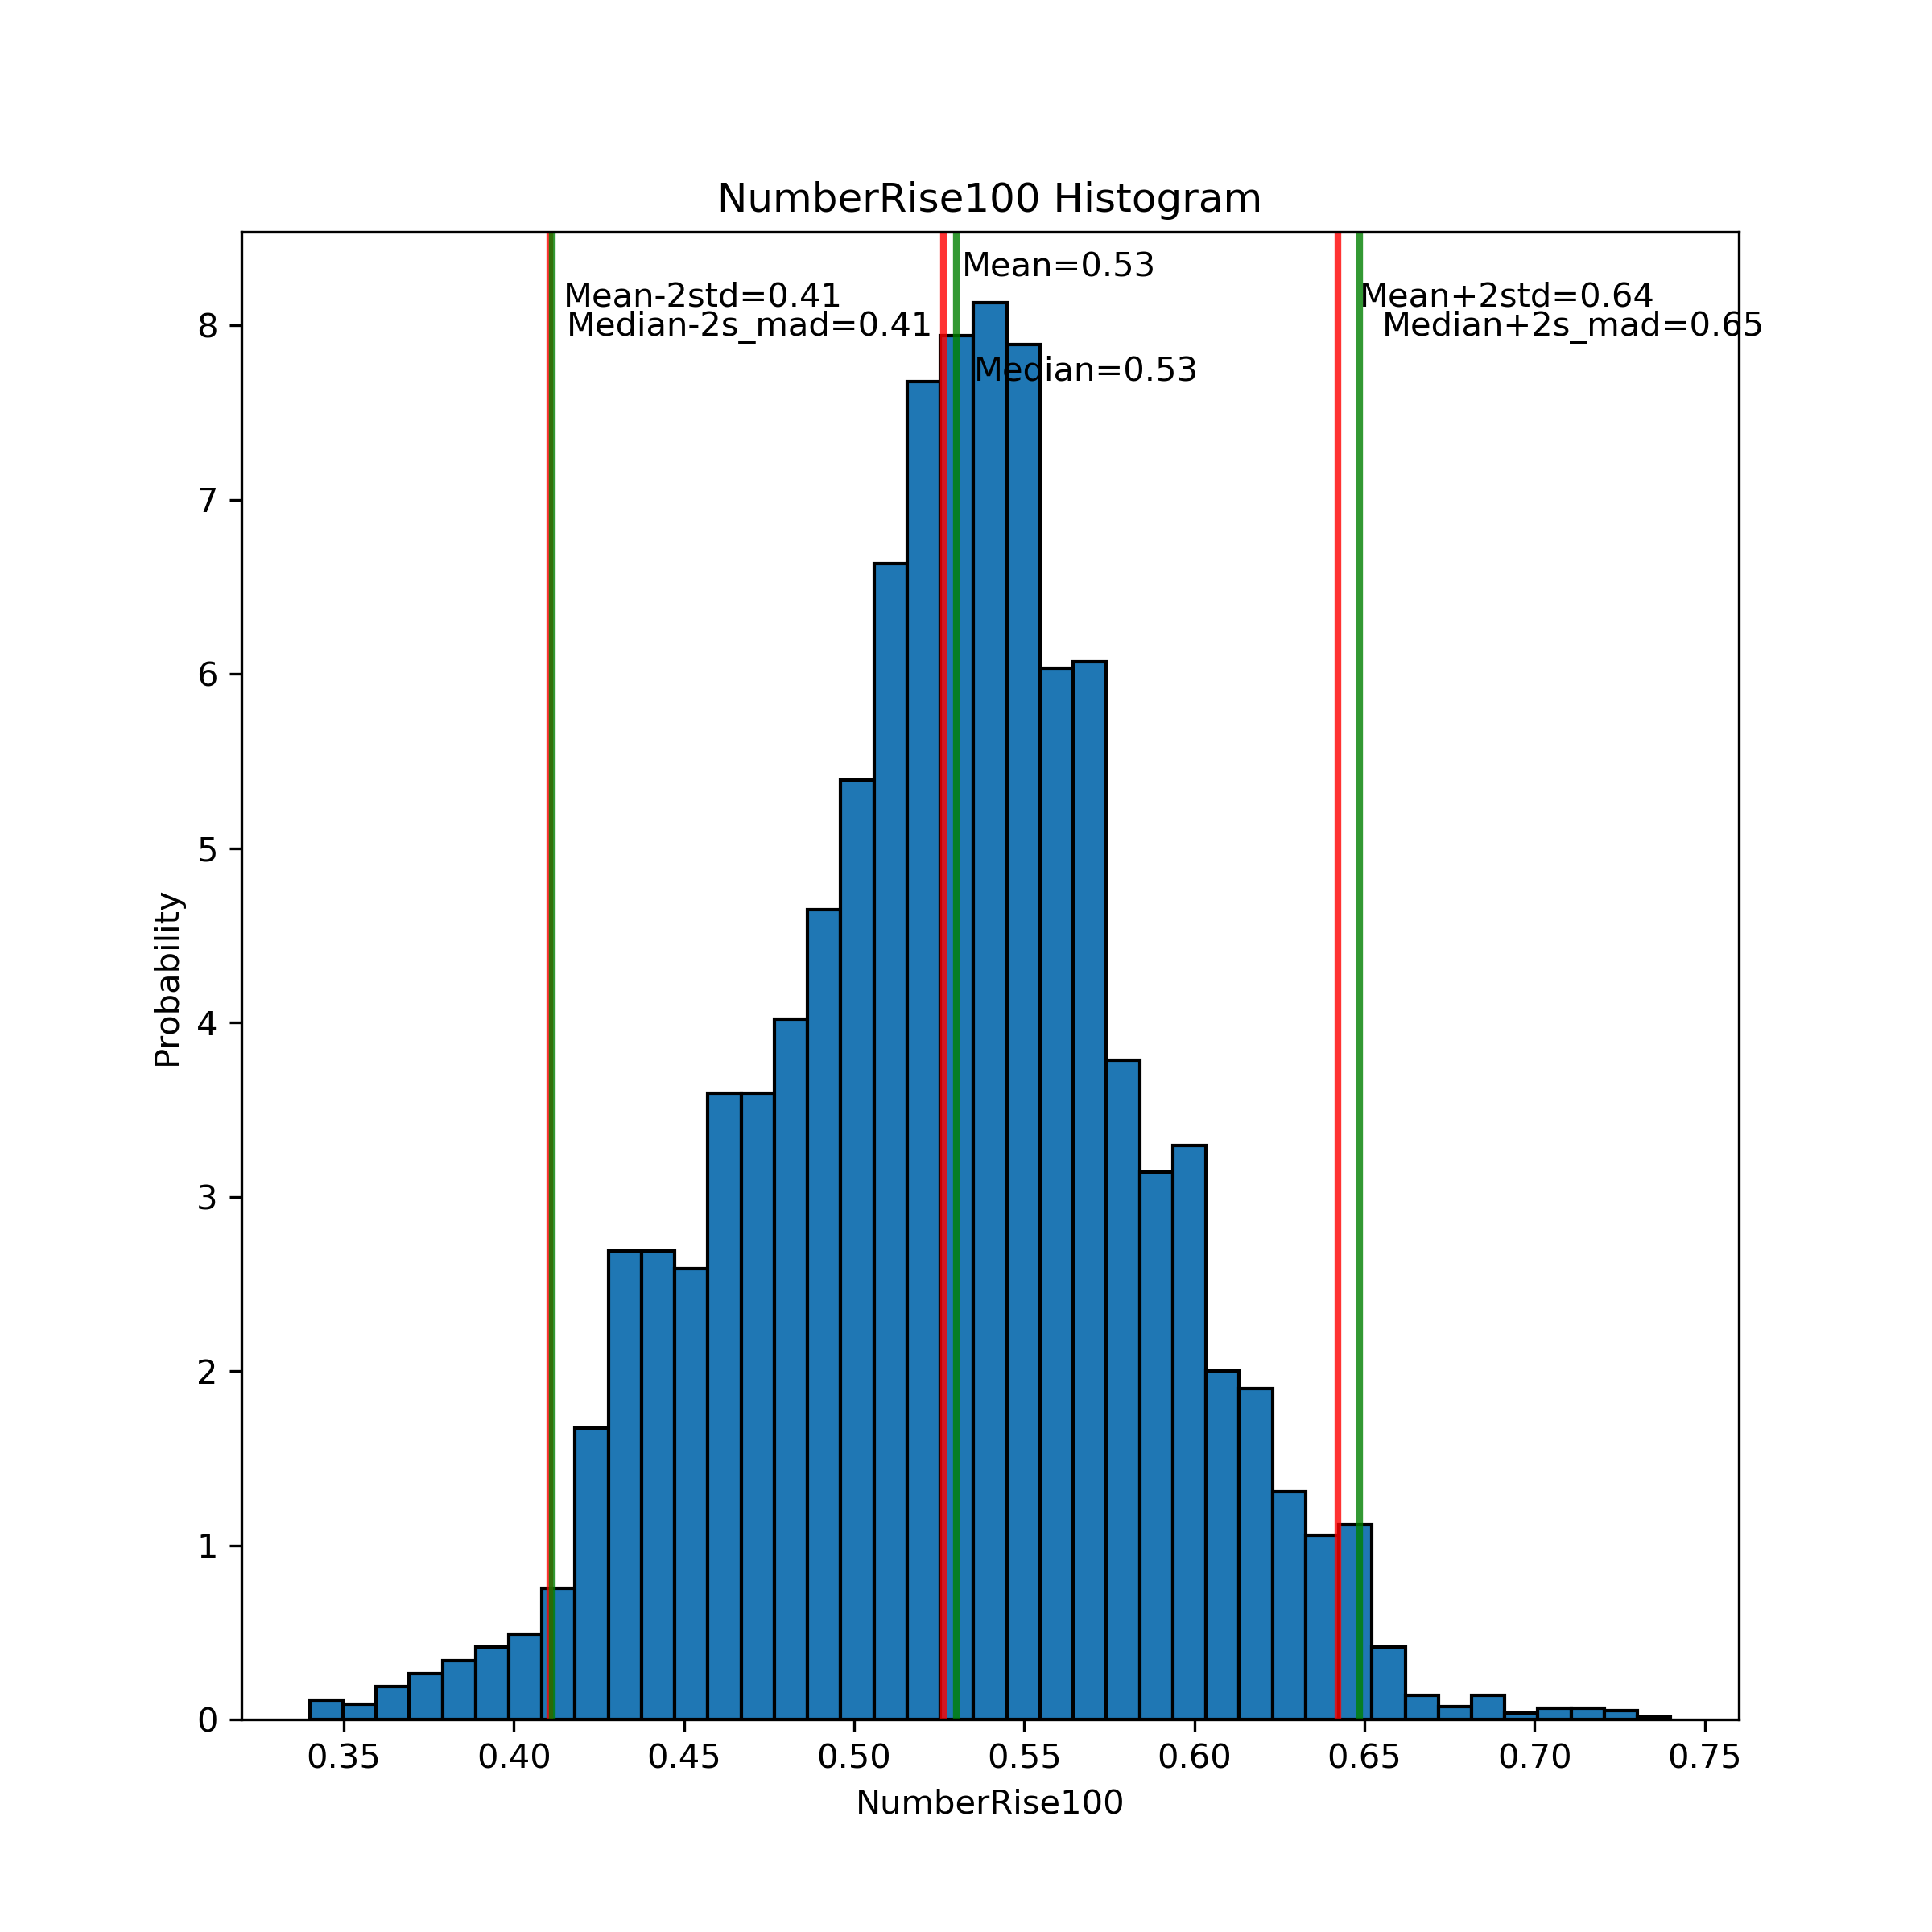 NumberRise100 Histogram
Mean=0.53
Mean-2std=0.41
Mean+2std=0.64
Median-2s_mad=0.41
Median+2s_mad=0.65
Median=0.53
8
7
6
5
4
3
2
1
0
Probability
0.35 0.40 0.45 0.50 0.55 0.60 0.65 0.70 0.75
NumberRise100